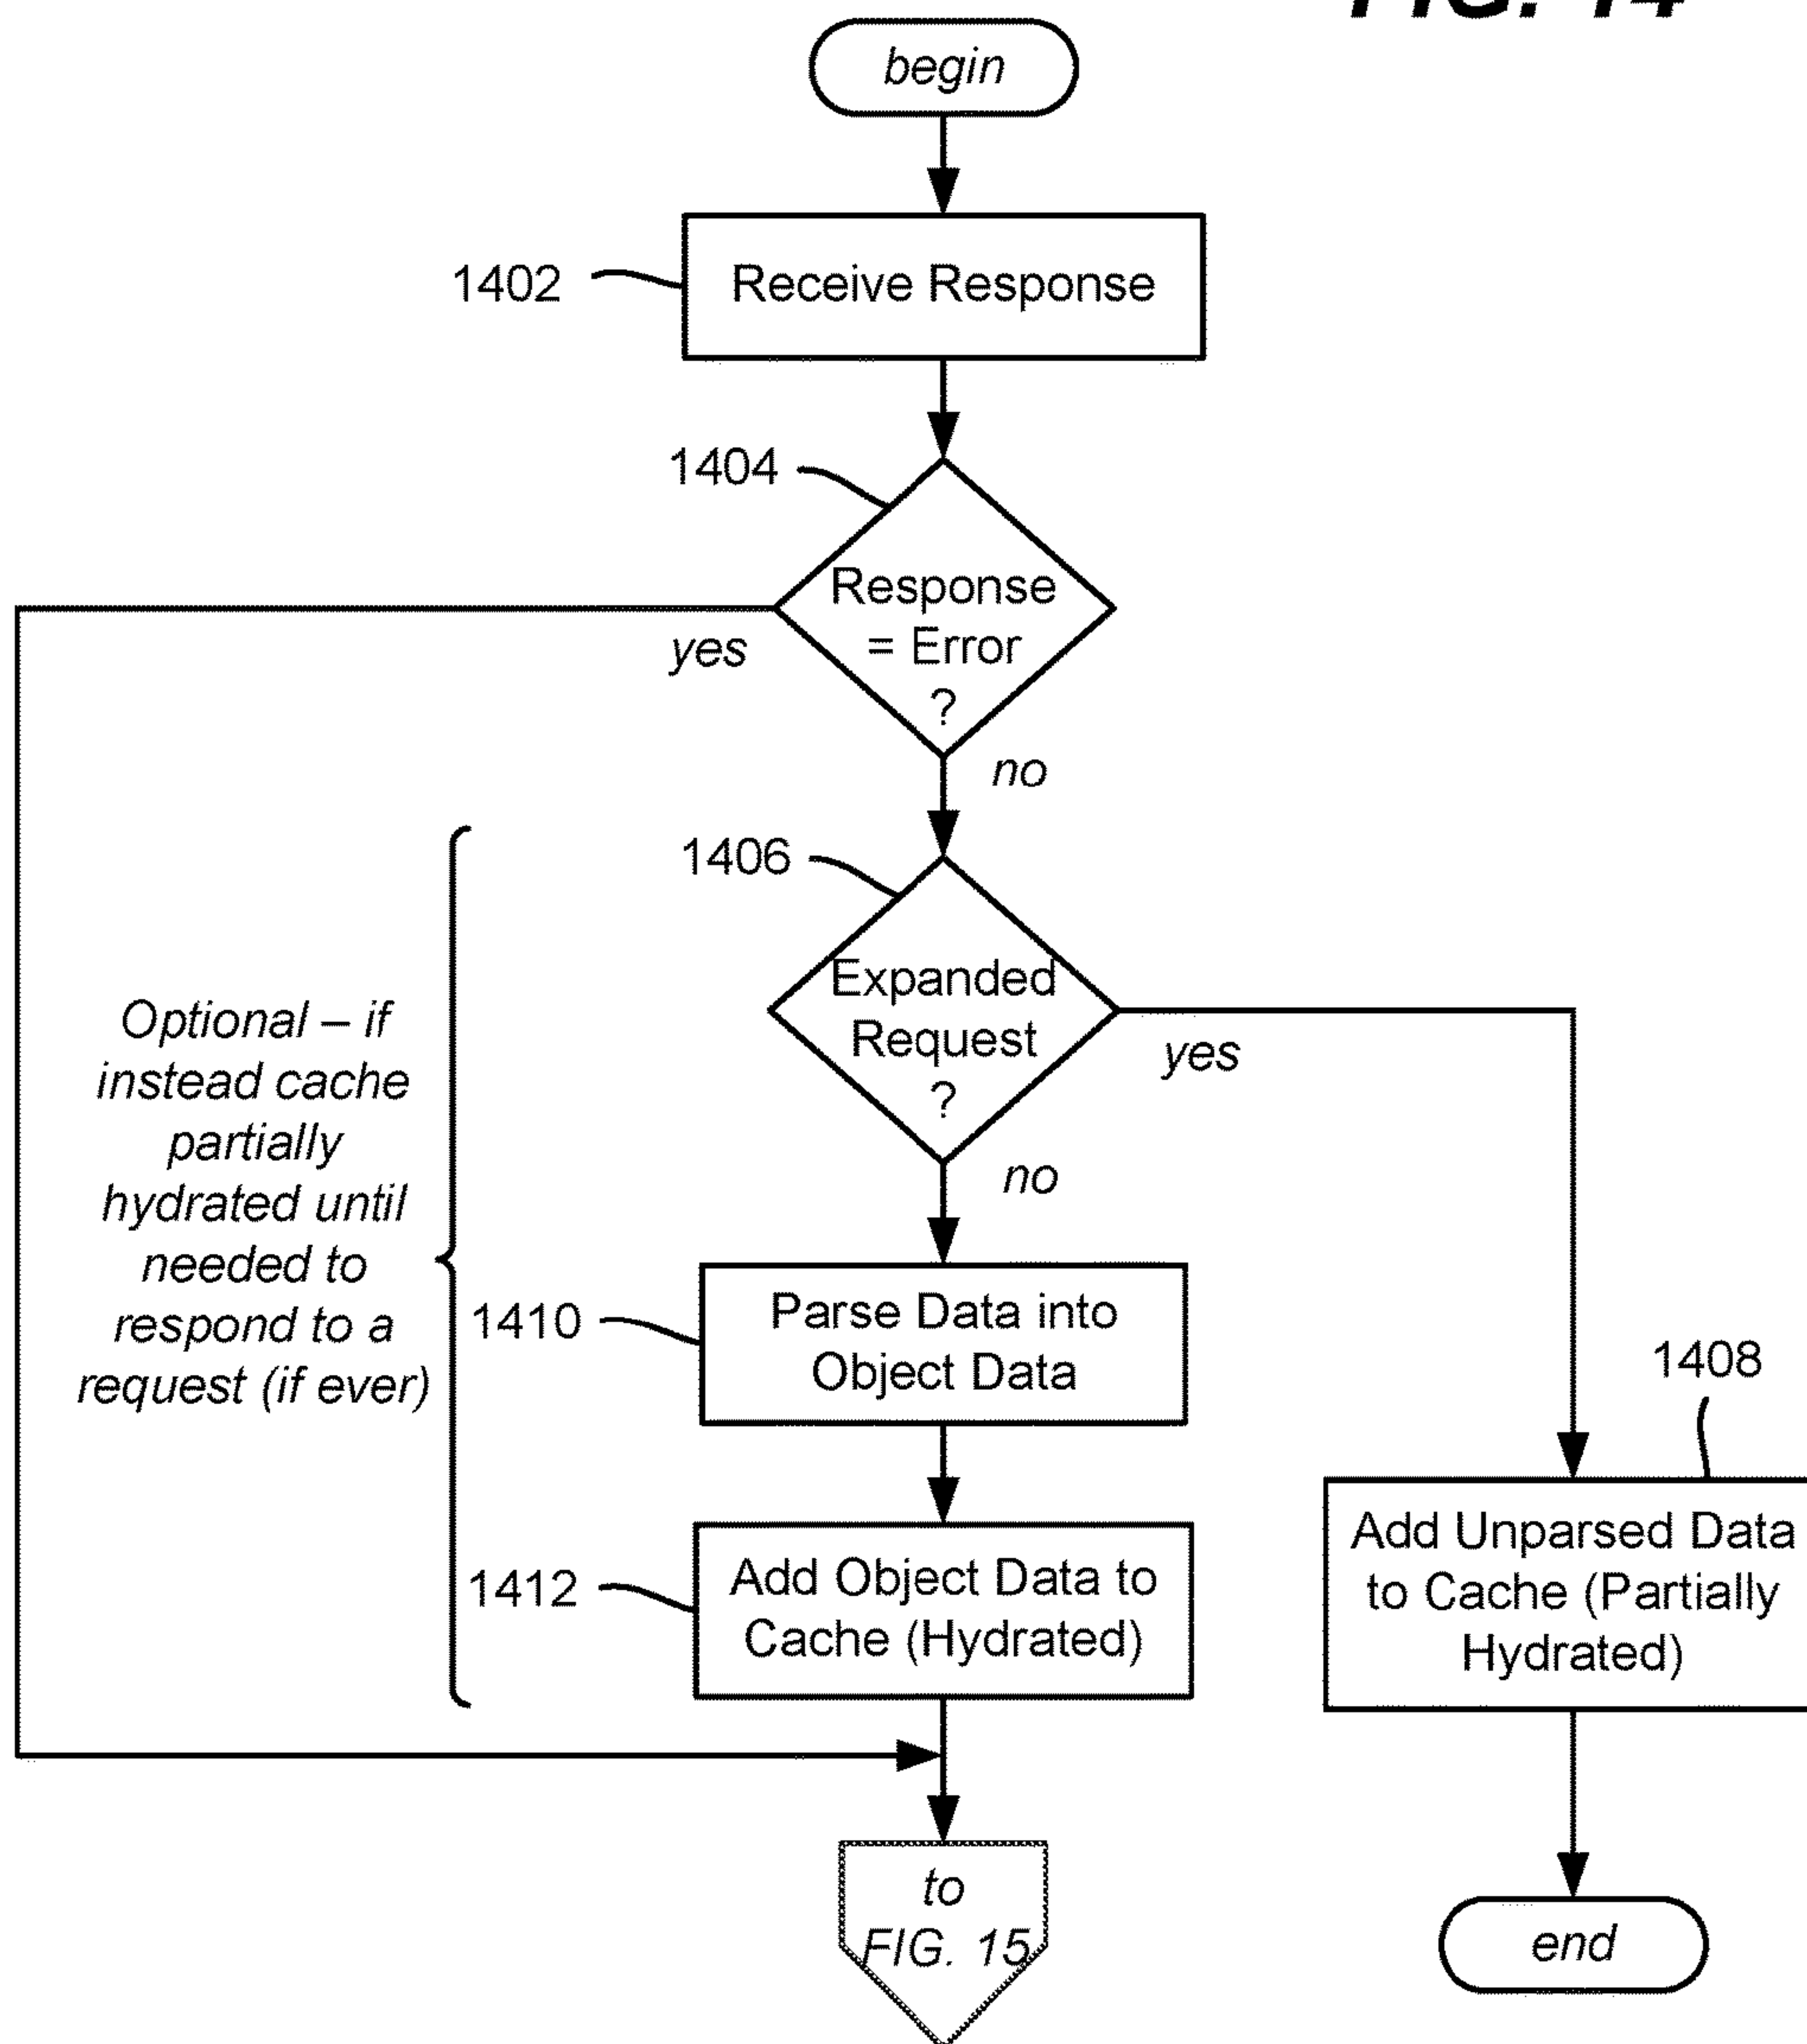 FIG. 14
begin
1402
Receive Response
1404
Response
= Error
?
yes
no
1406
Expanded
Request
?
yes
no
Optional – if
instead cache
partially
hydrated until
needed to
respond to a
request (if ever)
1410
Parse Data into
Object Data
1408
1412
Add Object Data to
Cache (Hydrated)
Add Unparsed Data
to Cache (Partially
Hydrated)
to
FIG. 15
end